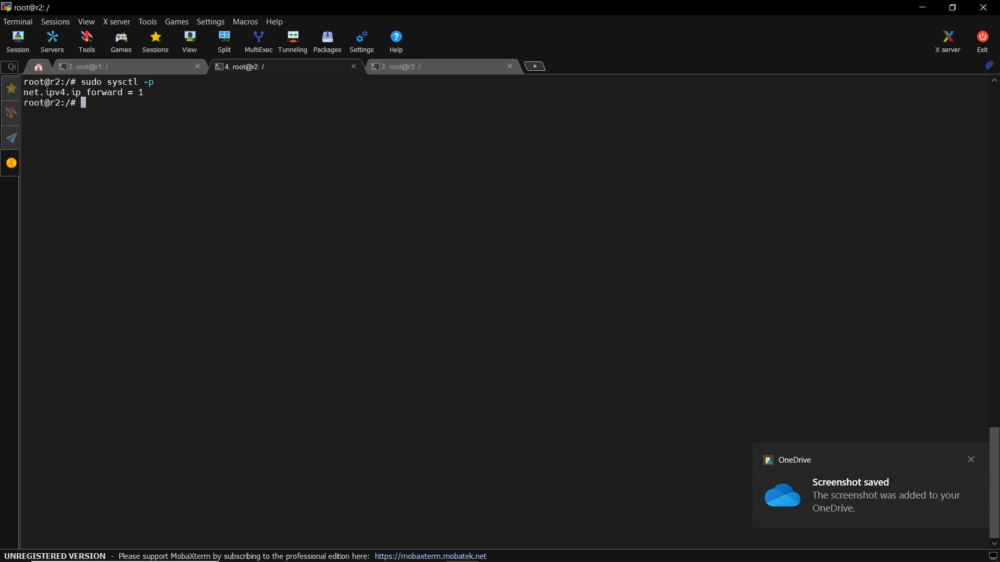 root@r2: /
Terminal Sessions View X server Tools Games Settings Macros Help
Session Servers Tools Games Sessions View Split MultiExec Tunneling Packages Settings Help X server Exit
Qu 2. root@r1: / 4. root@r2: / 3. root@r3: /
root@r2:/# sudo sysctl -p
net.ipv4.ip_forward = 1
root@r2:/#
OneDrive
Screenshot saved
The screenshot was added to your
OneDrive.
UNREGISTERED VERSION - Please support MobaXterm by subscribing to the professional edition here: https://mobaxterm.mobatek.net